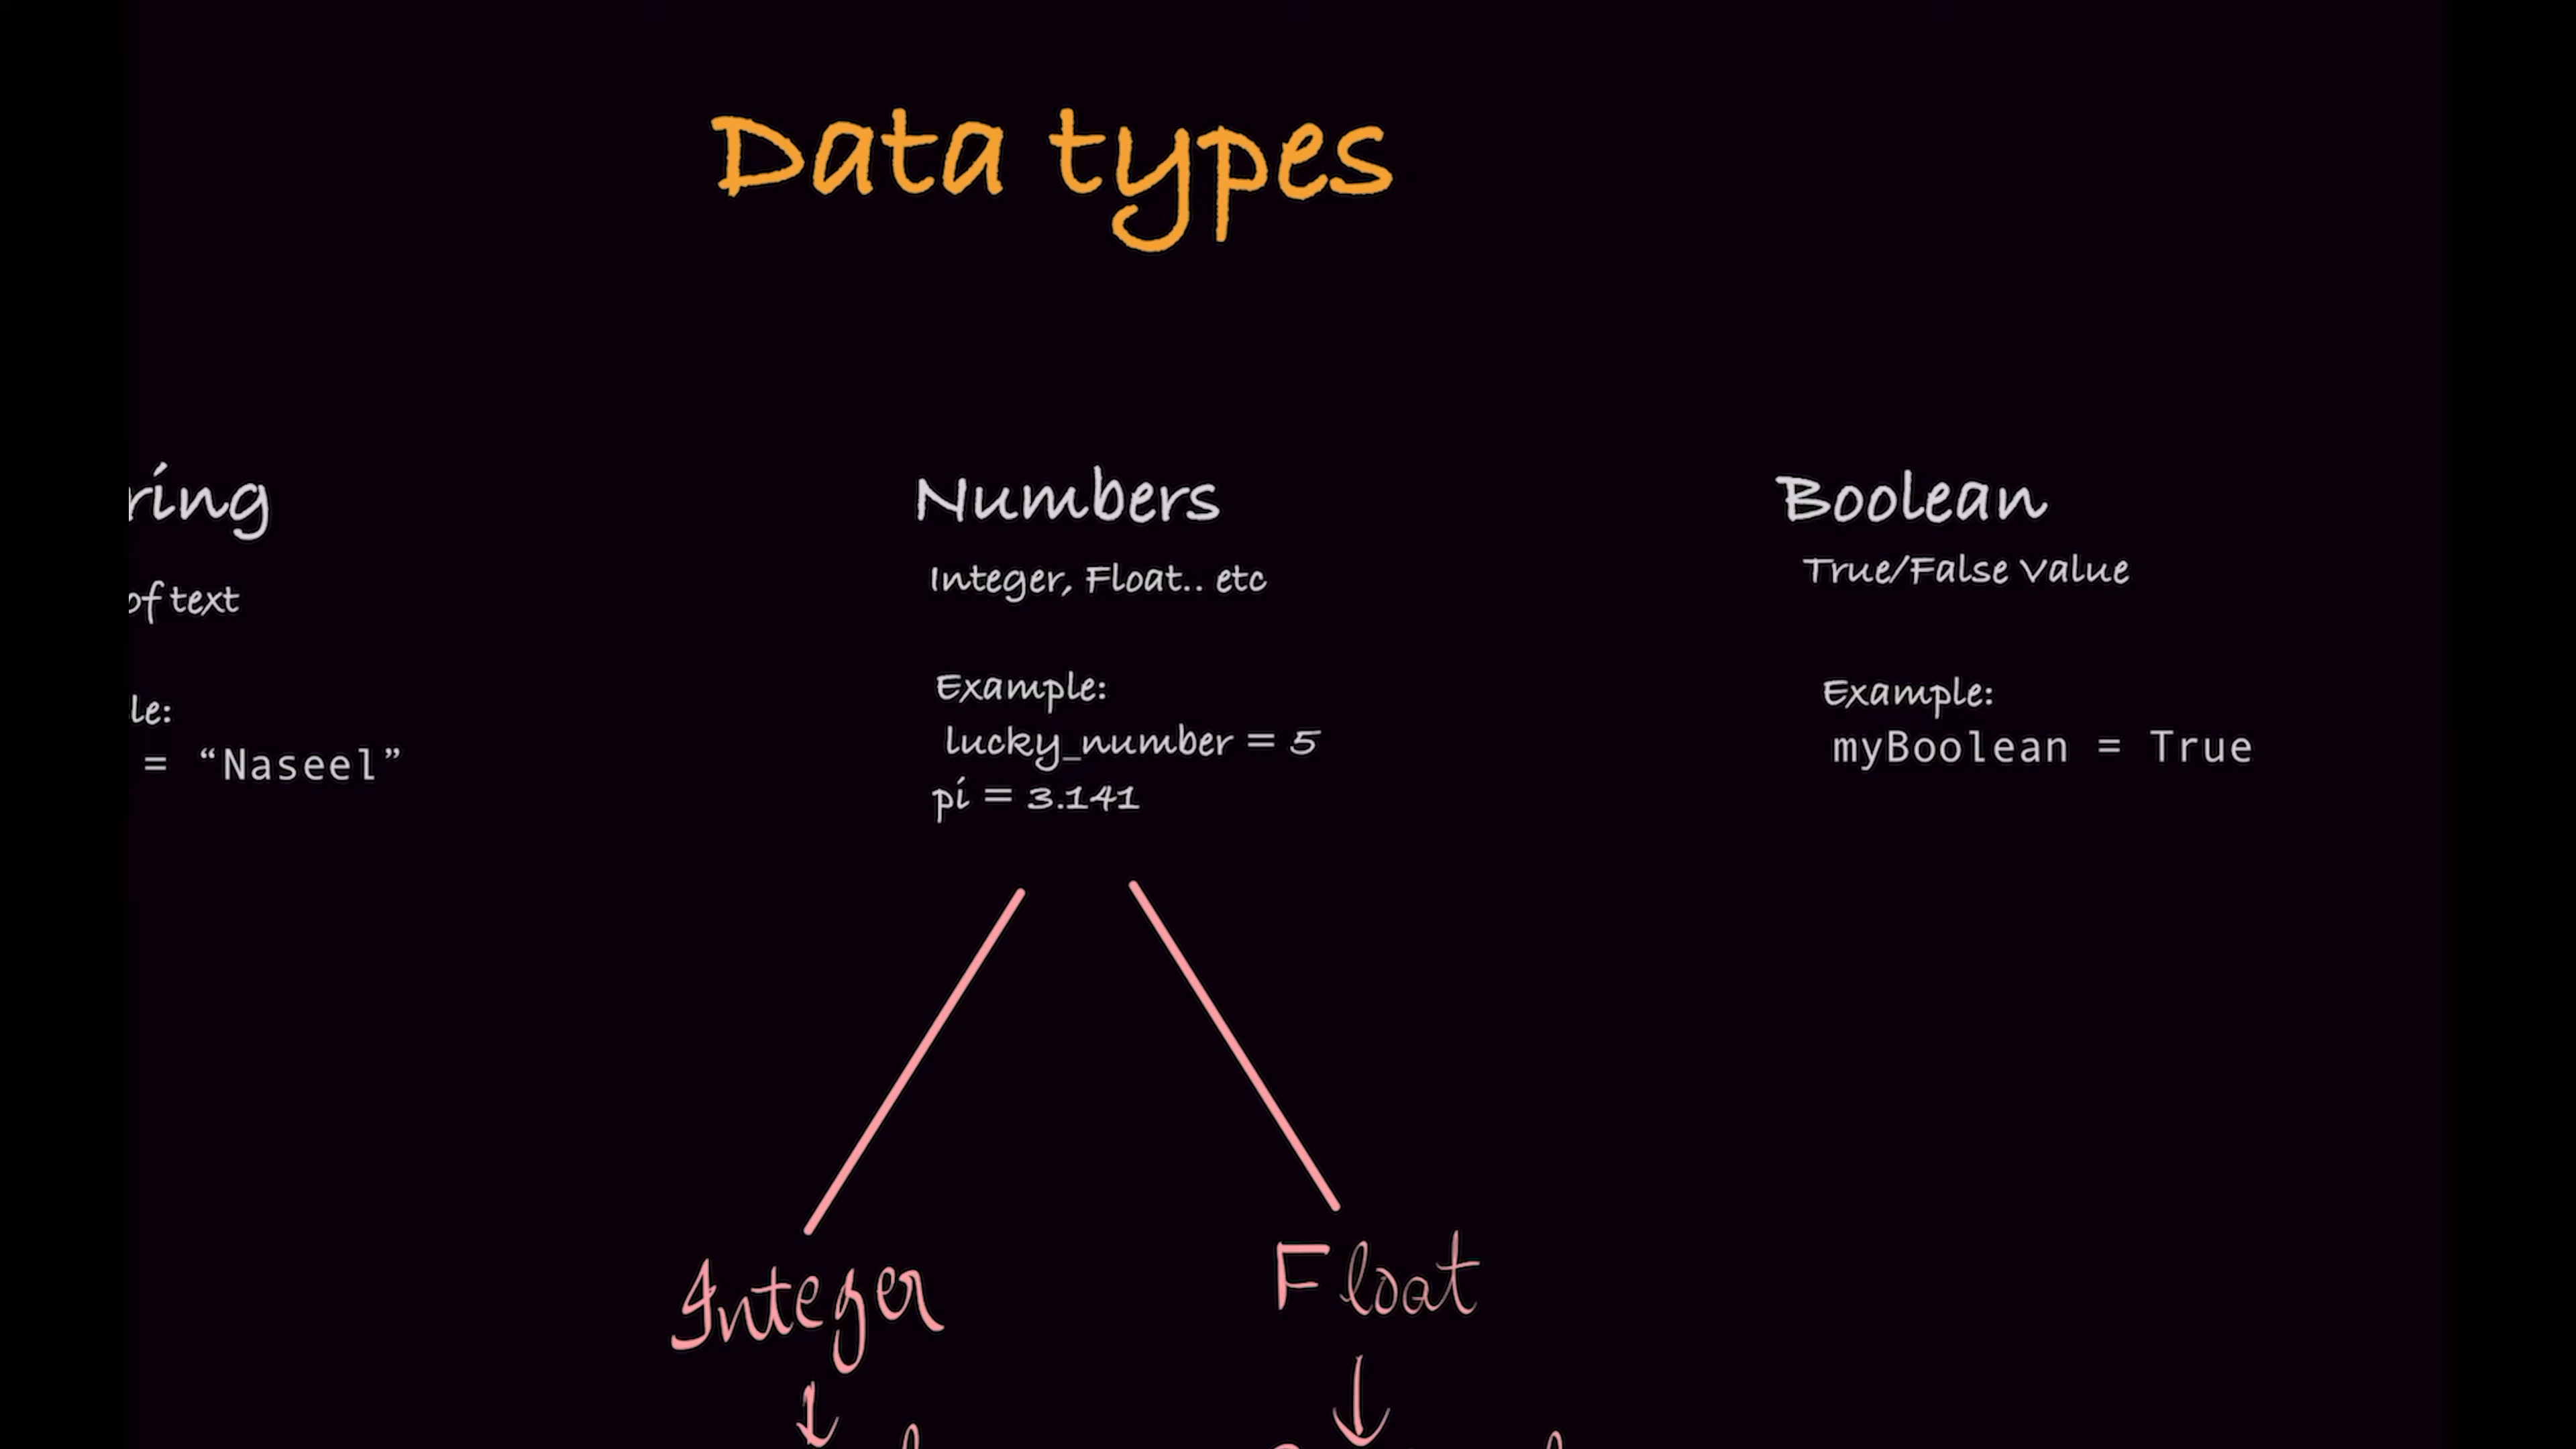 Data types
ring
of text
le:
= “Naseel”
Numbers
Integer, Float.. etc
Example:
lucky_number = 5
pi = 3.141
Boolean
True/False Value
Example:
myBoolean = True
Integer
Float